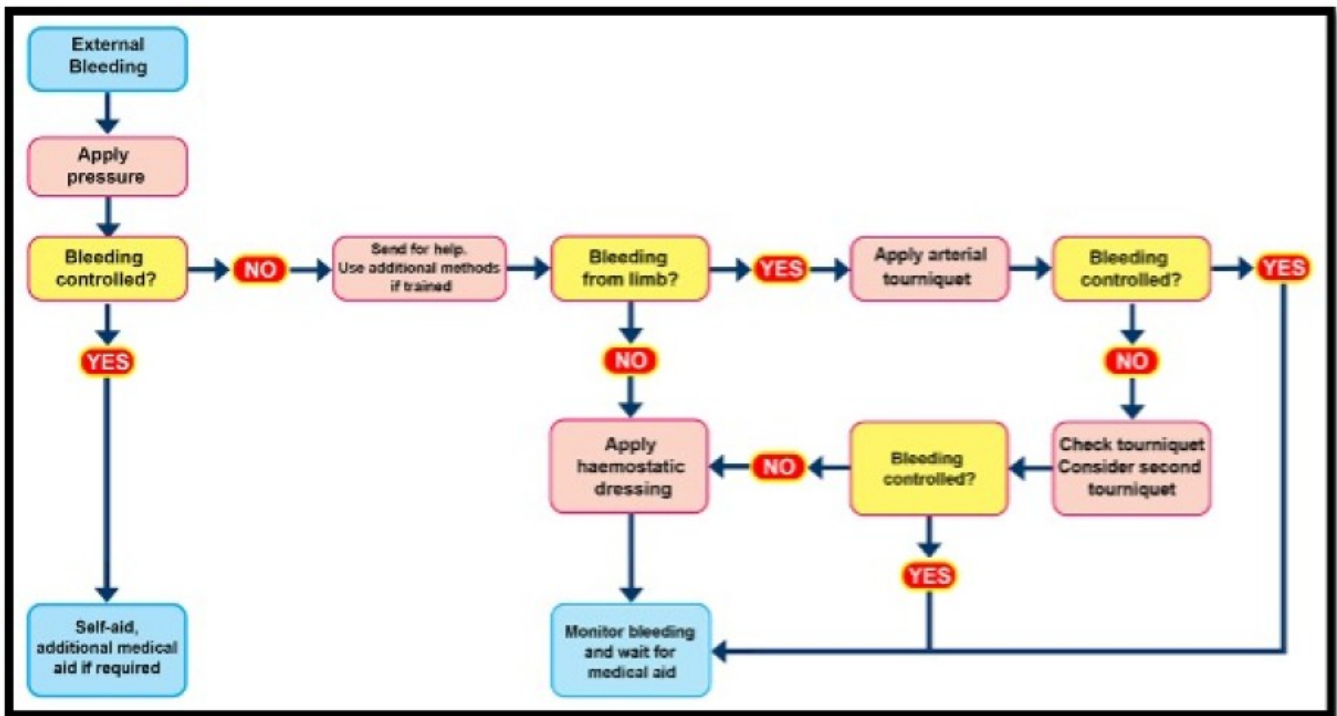 External
Bleeding
Apply
pressure
Bleeding
controlled?
NO
Send for help.
Use additional methods
if trained
Bleeding
from limb?
YES
Apply arterial
tourniquet
Bleeding
controlled?
YES
YES
NO
NO
Apply
haemostatic
dressing
NO
Bleeding
controlled?
Check tourniquet
Consider second
tourniquet
YES
Self-aid,
additional medical
aid if required
Monitor bleeding
and wait for
medical aid